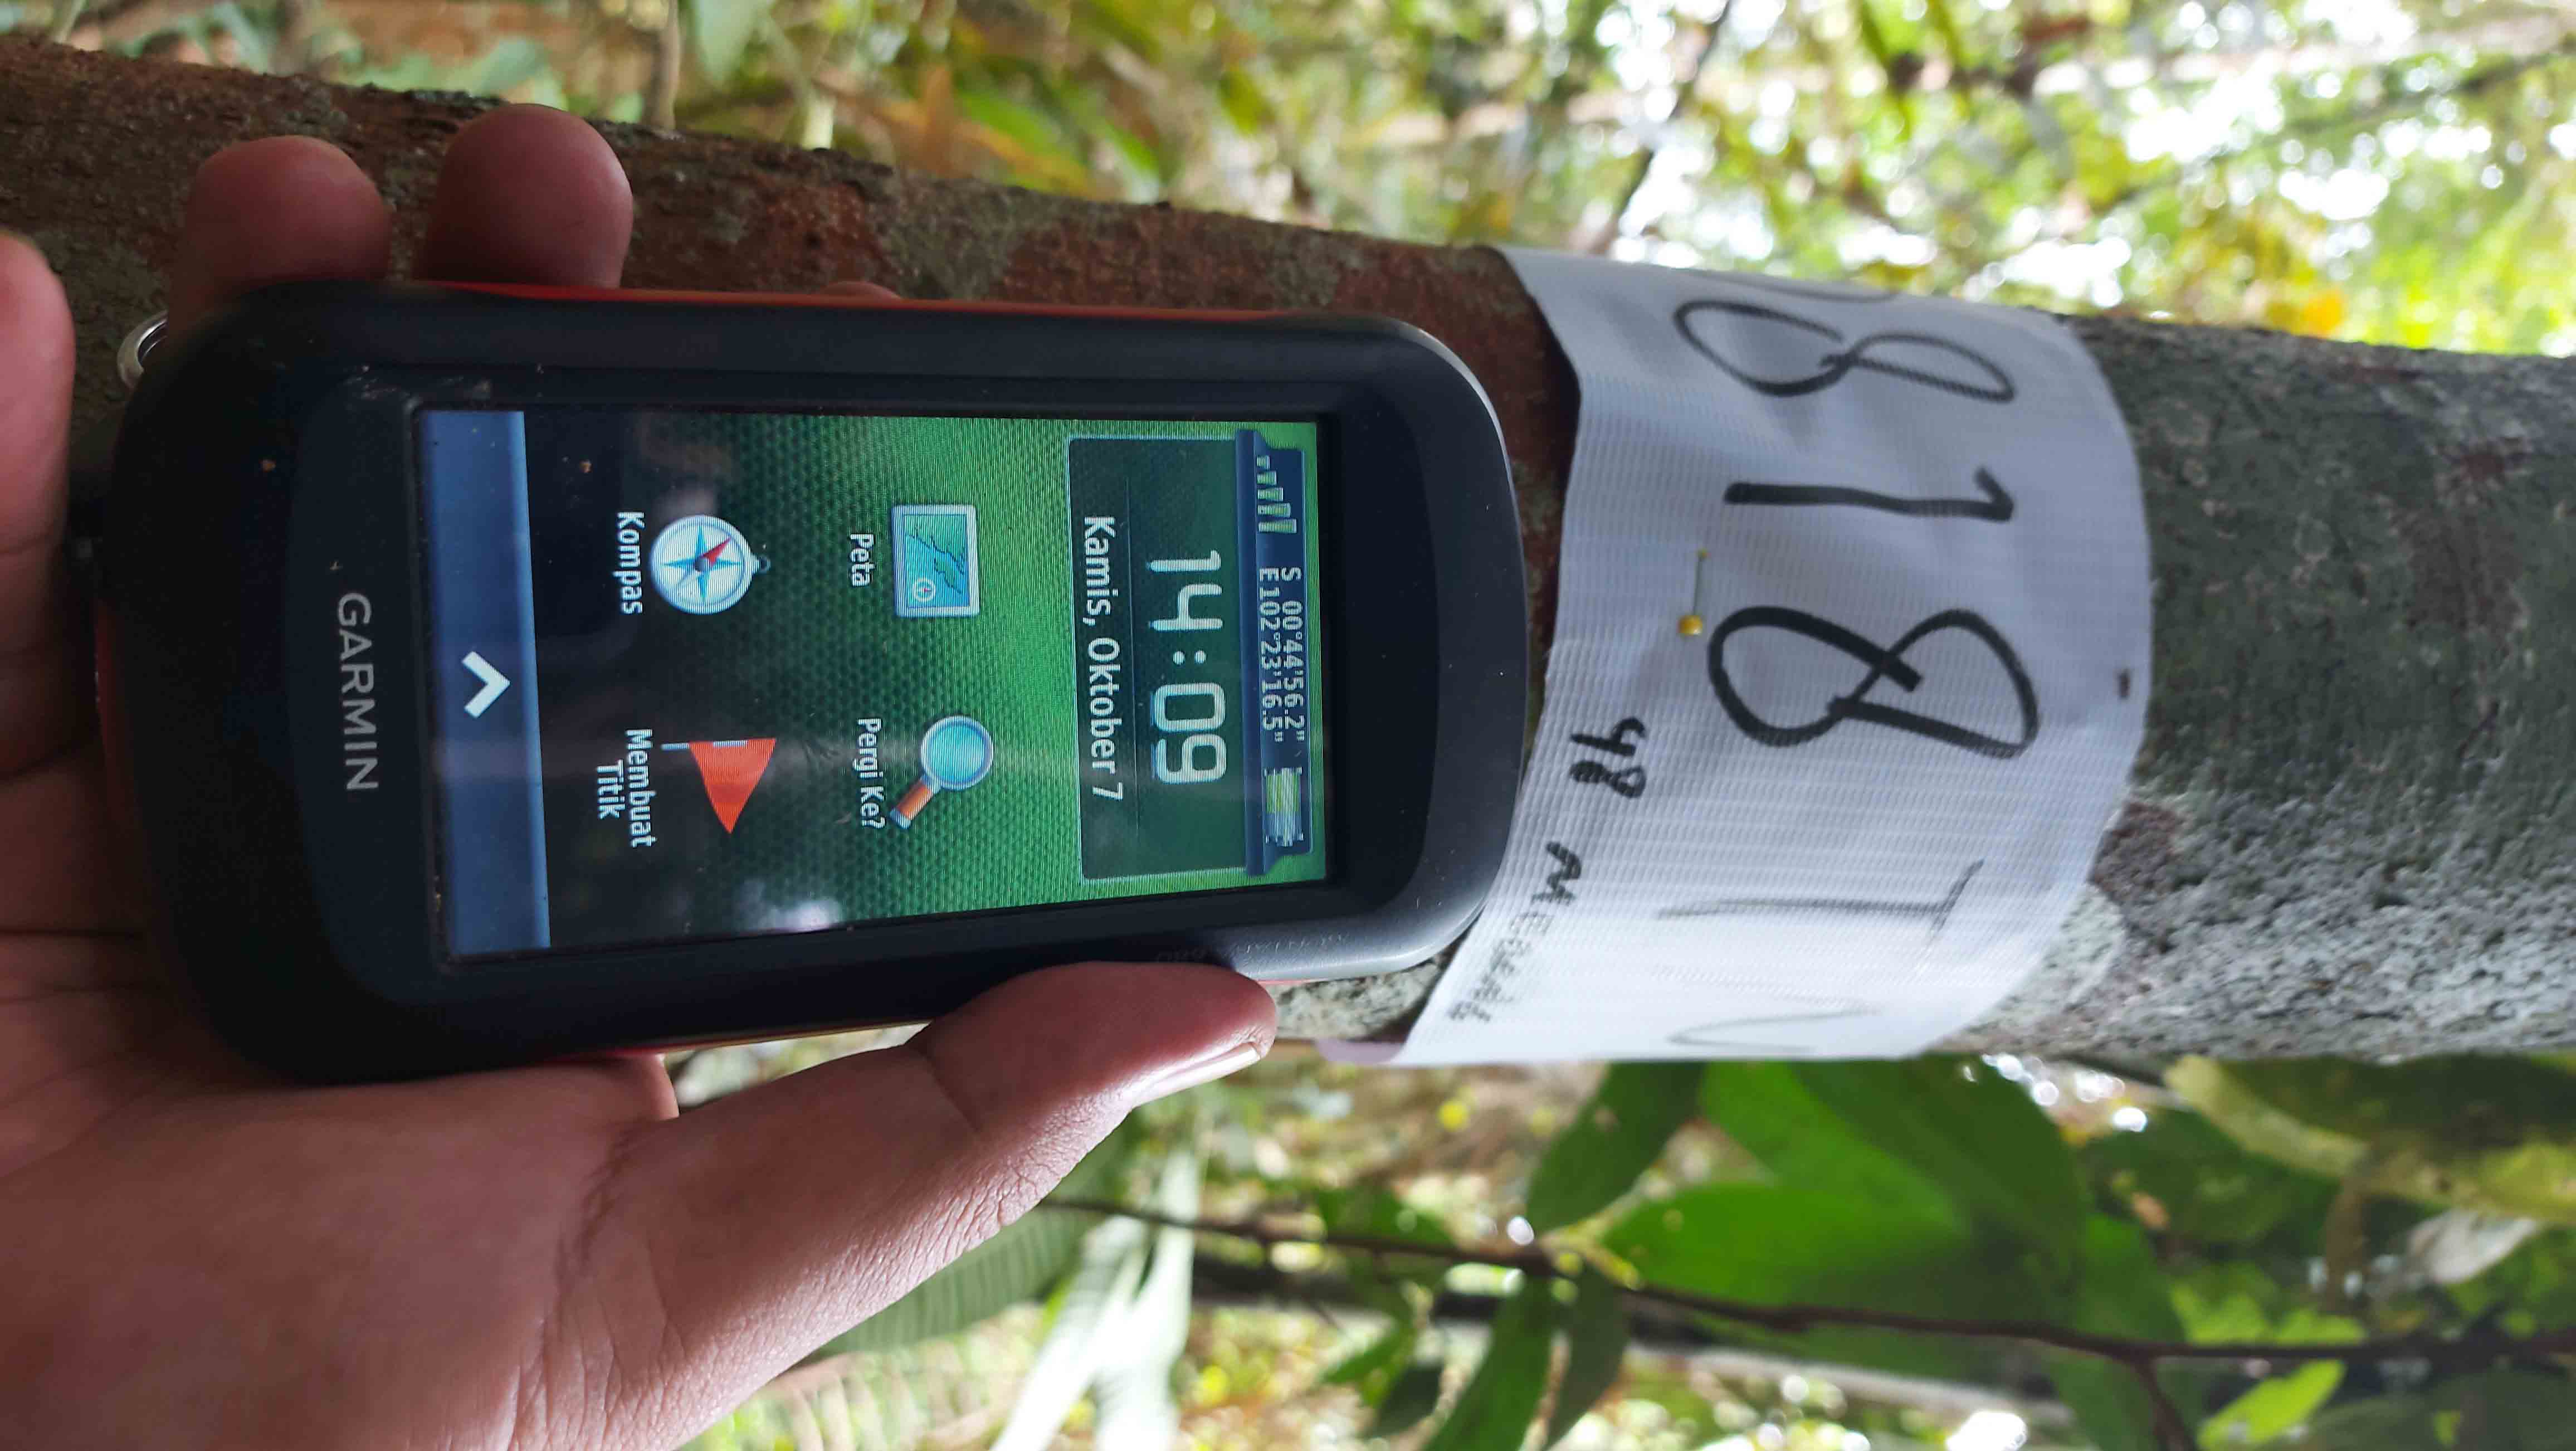 818 T
48
S 00°44'56.2"
E 102°23'16.5"
14:09
Kamis, Oktober 7
Peta
Pergi Ke?
Kompas
Membuat
Titik
GARMIN